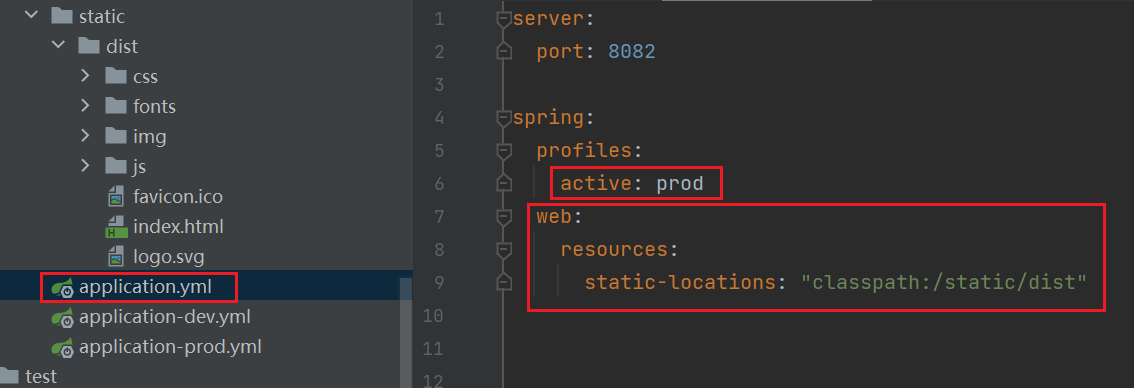 static
dist
css
fonts
img
js
favicon.ico
index.html
logo.svg
application.yml
application-dev.yml
application-prod.yml
test
1 server:
2 port: 8082
3
4 spring:
5 profiles:
6 active: prod
7 web:
8 resources:
9 static-locations: "classpath:/static/dist"
10
11
12